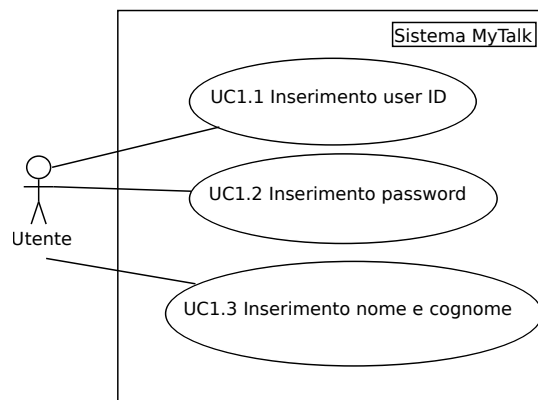 Sistema MyTalk
UC1.1 Inserimento user ID
UC1.2 Inserimento password
Utente
UC1.3 Inserimento nome e cognome